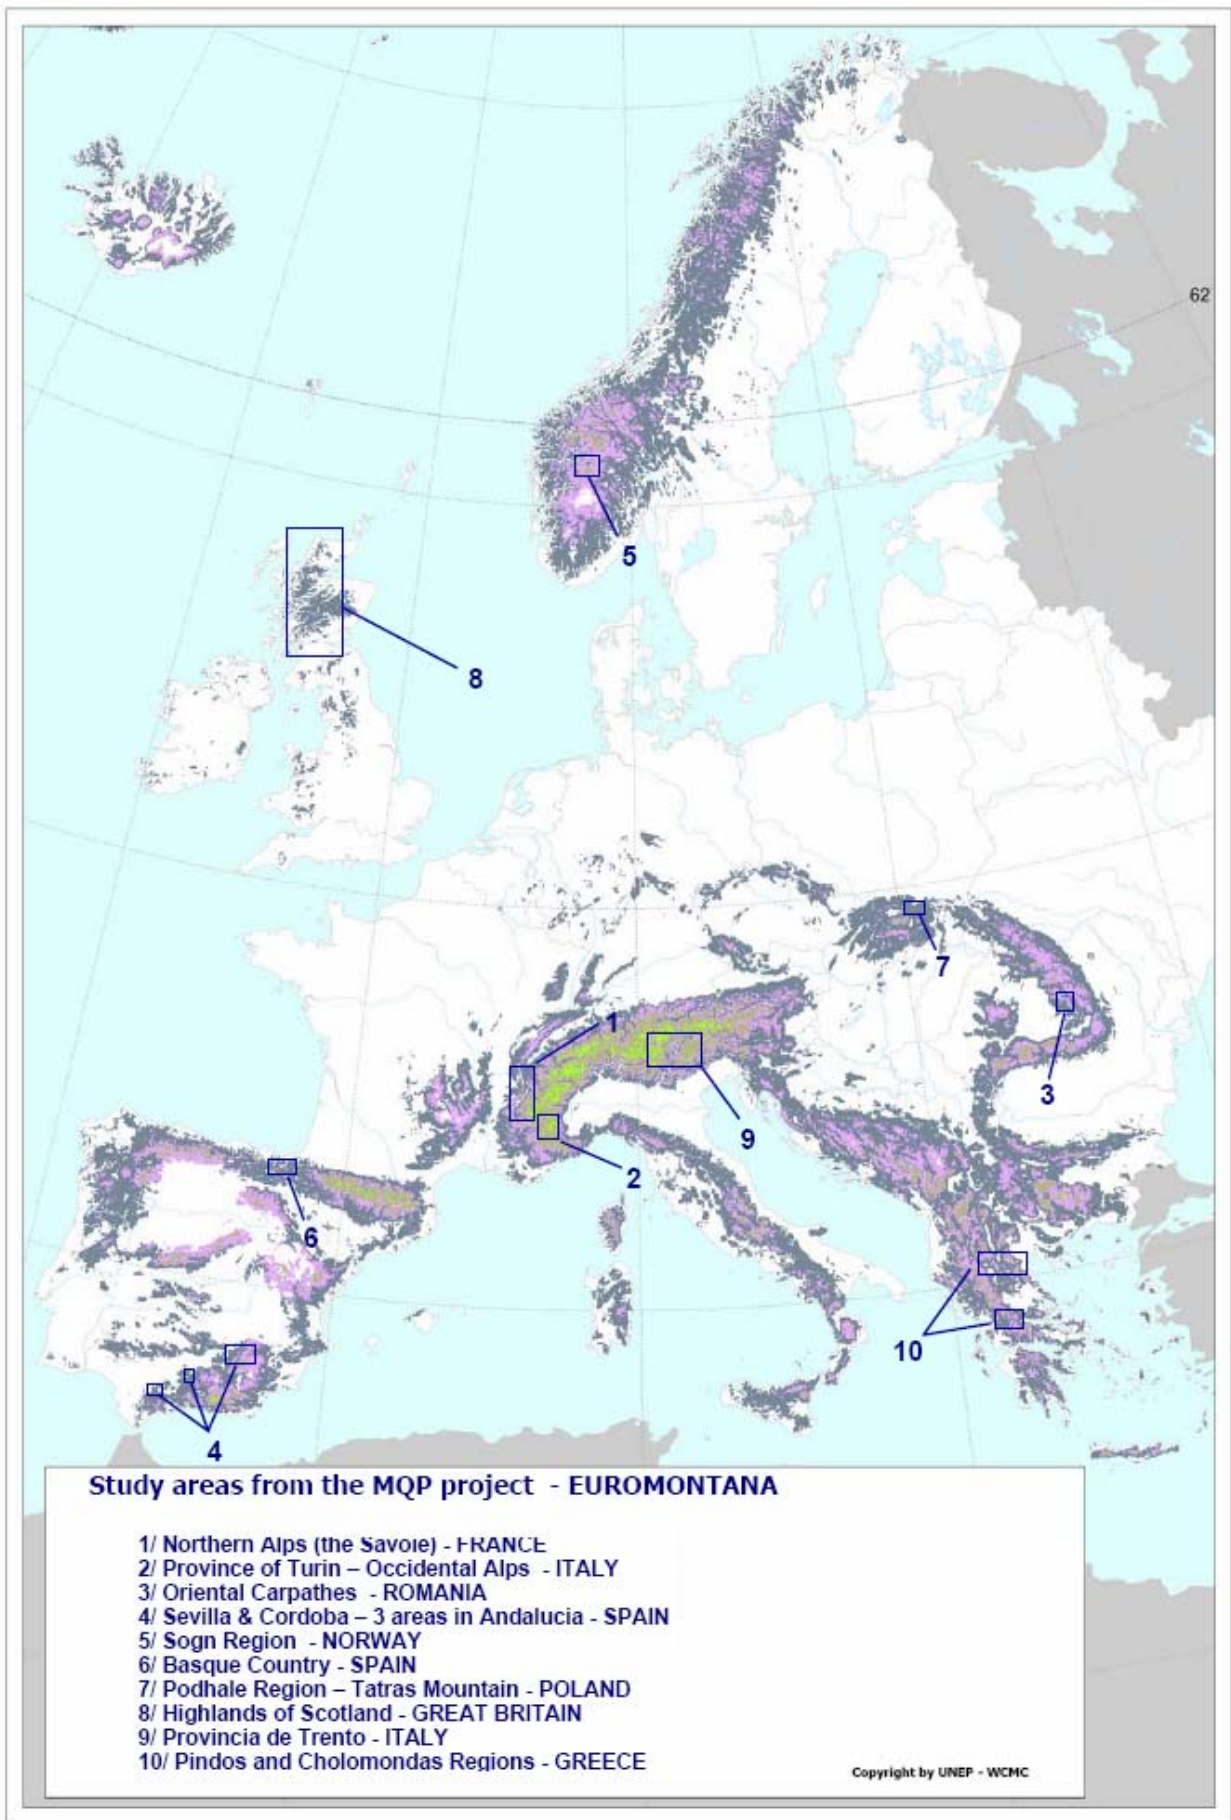 62
5
8
7
1
3
9
2
6
10
4
Study areas from the MQP project - EUROMONTANA
1/ Northern Alps (the Savoie) - FRANCE
2/ Province of Turin – Occidental Alps - ITALY
3/ Oriental Carpathes - ROMANIA
4/ Sevilla & Cordoba – 3 areas in Andalucia - SPAIN
5/ Sogn Region - NORWAY
6/ Basque Country - SPAIN
7/ Podhale Region – Tatras Mountain - POLAND
8/ Highlands of Scotland - GREAT BRITAIN
9/ Provincia de Trento - ITALY
10/ Pindos and Cholomondas Regions - GREECE
Copyright by UNEP - WCMC